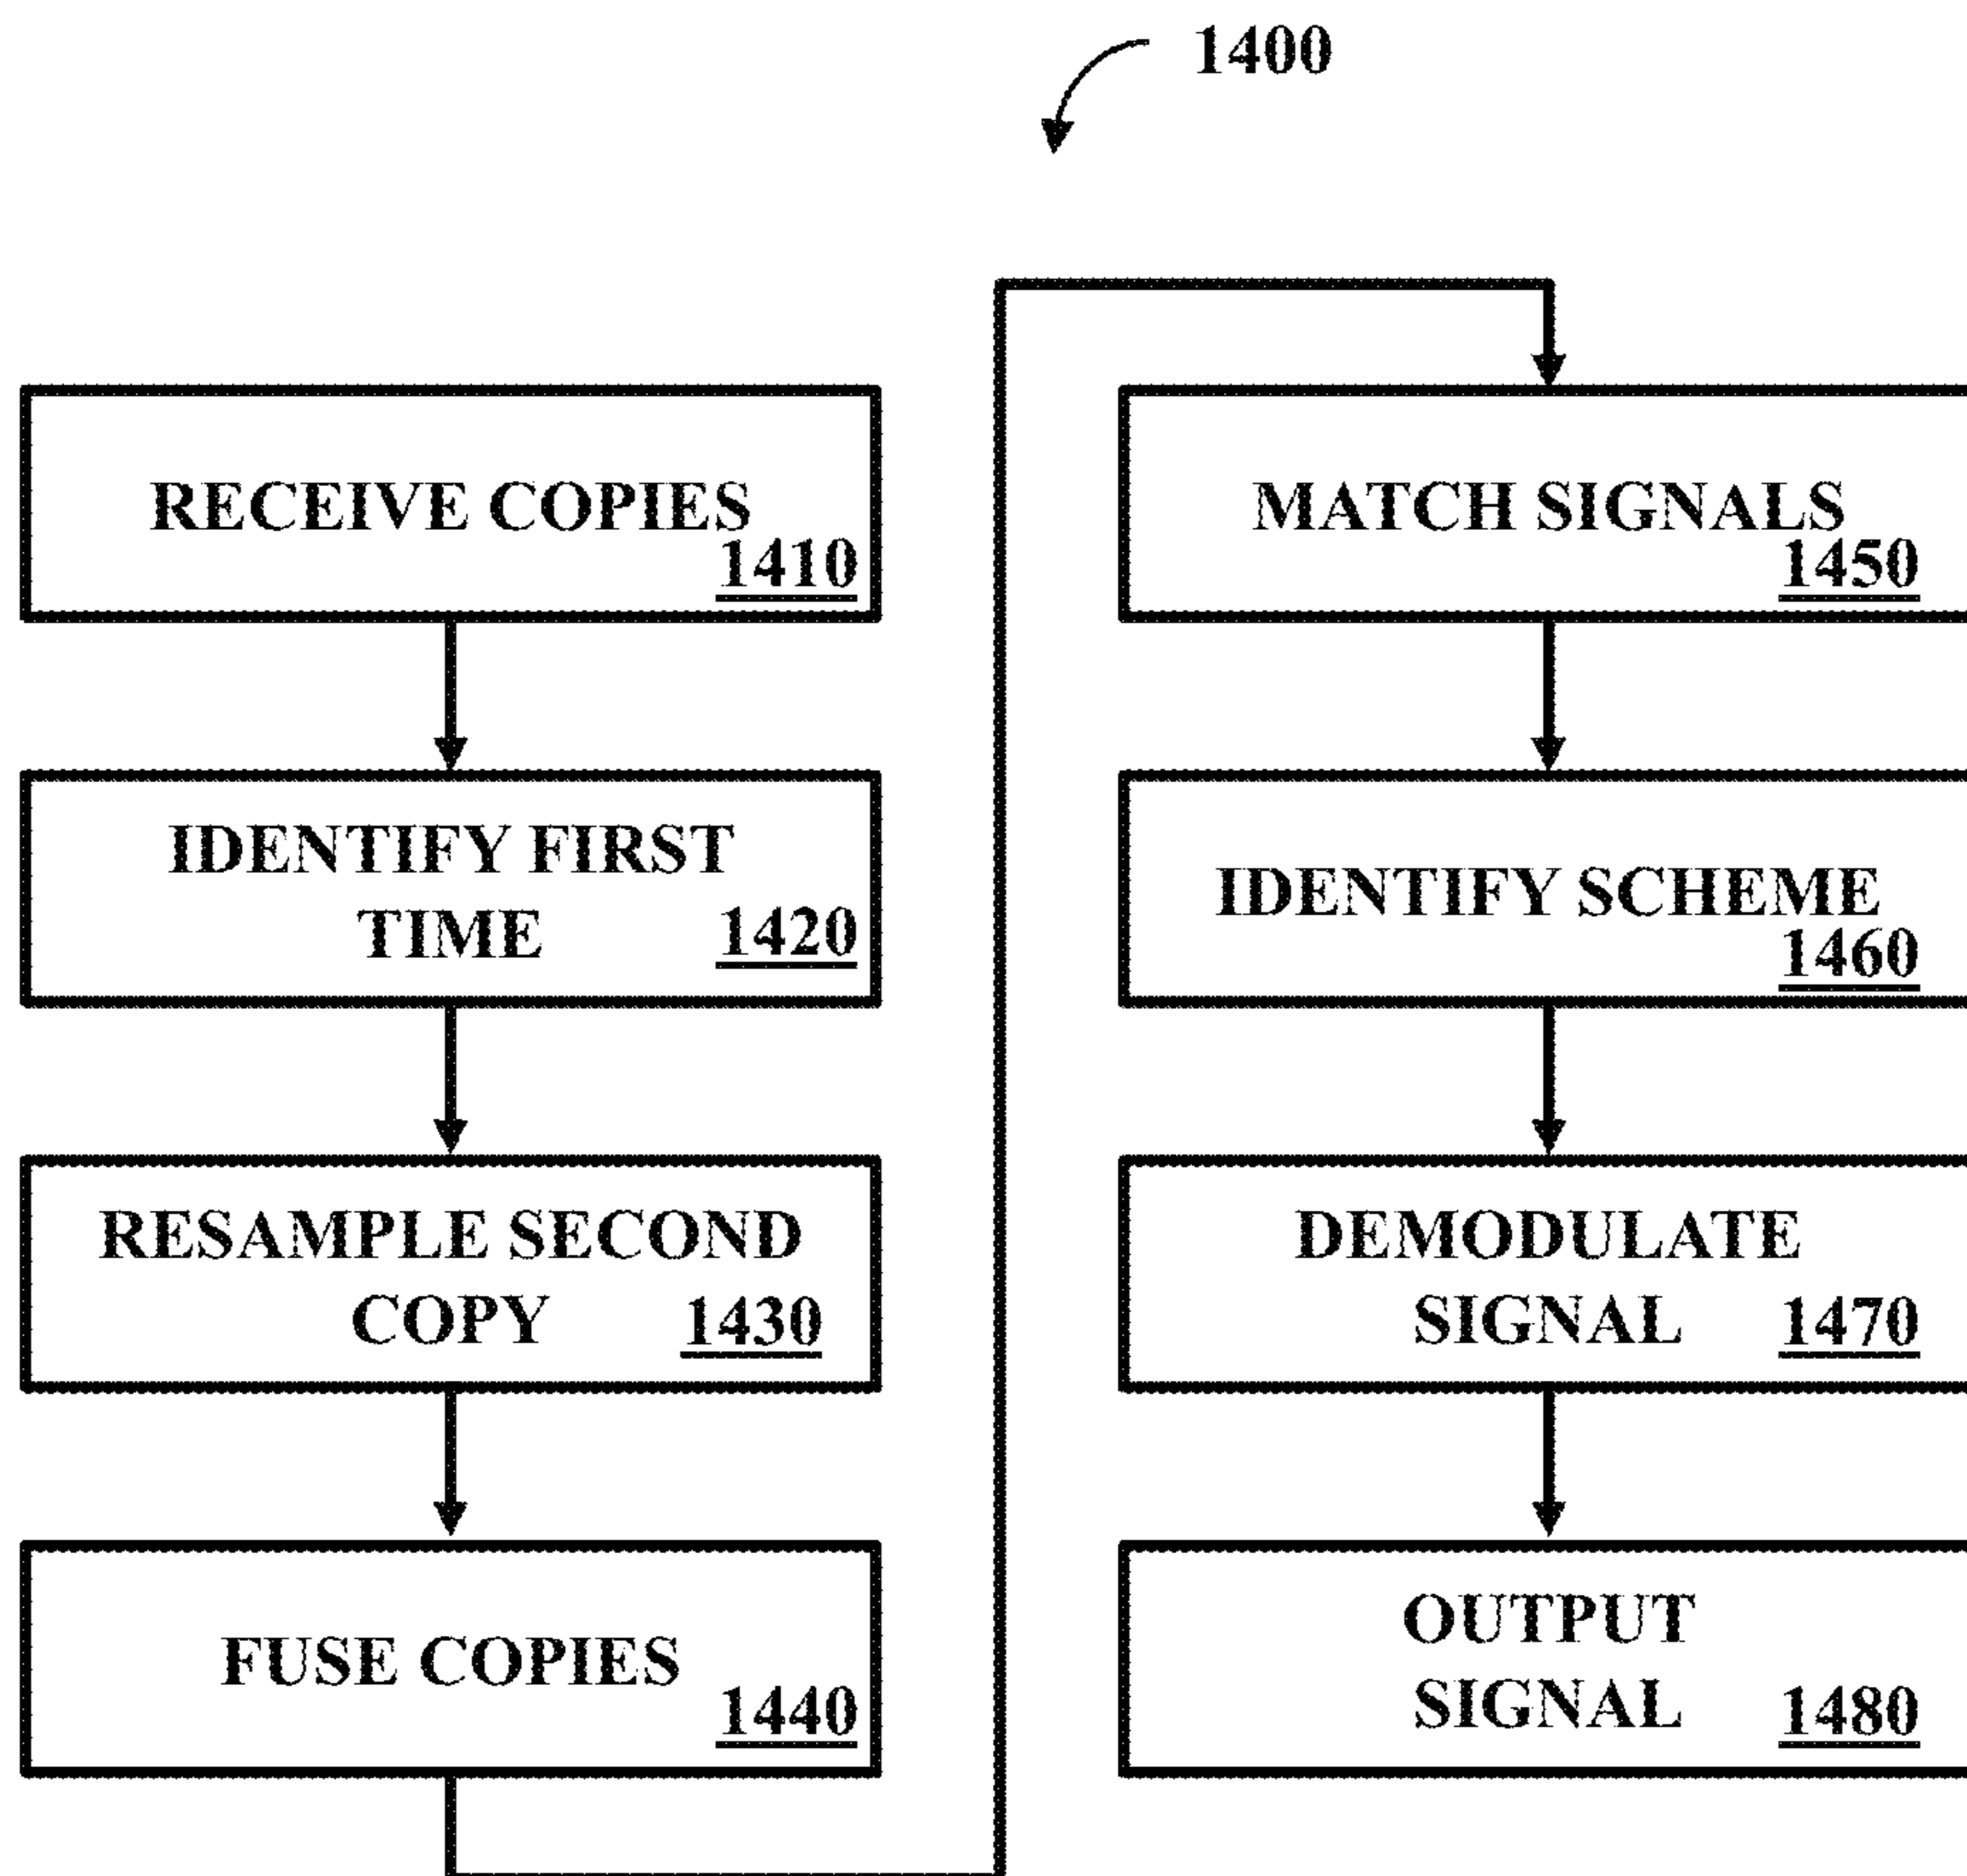 1400
RECEIVE COPIES
1410
IDENTIFY FIRST
TIME 1420
RESAMPLE SECOND
COPY 1430
FUSE COPIES
1440
MATCH SIGNALS
1450
IDENTIFY SCHEME
1460
DEMODULATE
SIGNAL 1470
OUTPUT
SIGNAL 1480